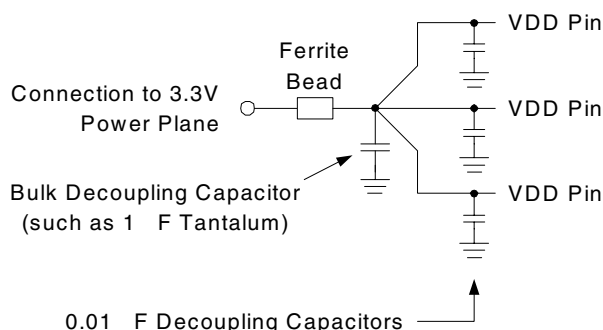 VDD Pin
Ferrite
Bead
Connection to 3.3V
Power Plane
VDD Pin
Bulk Decoupling Capacitor
(such as 1 F Tantalum)
VDD Pin
0.01 F Decoupling Capacitors